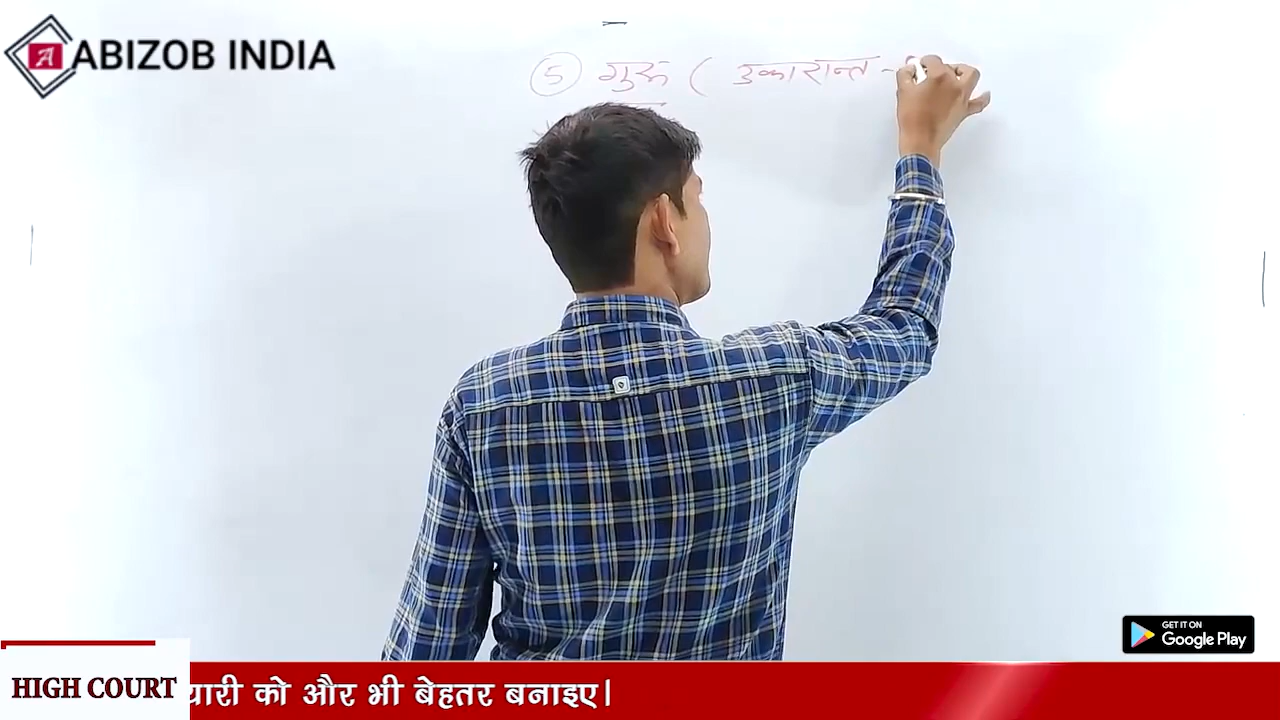 ABIZOB INDIA
5 गुरु ( उकारान्त -
GET IT ON
Google Play
HIGH COURT
यारी को और भी बेहतर बनाइए।